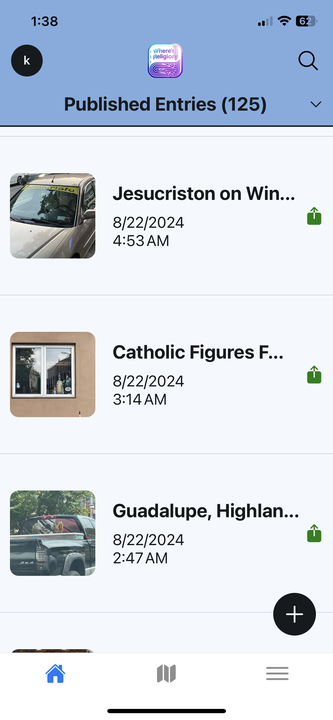 1:38
62
k
Where's
Religion?
Published Entries (125)
Jesucriston on Win...
8/22/2024
4:53 AM
Catholic Figures F...
8/22/2024
3:14 AM
Guadalupe, Highlan...
8/22/2024
2:47 AM